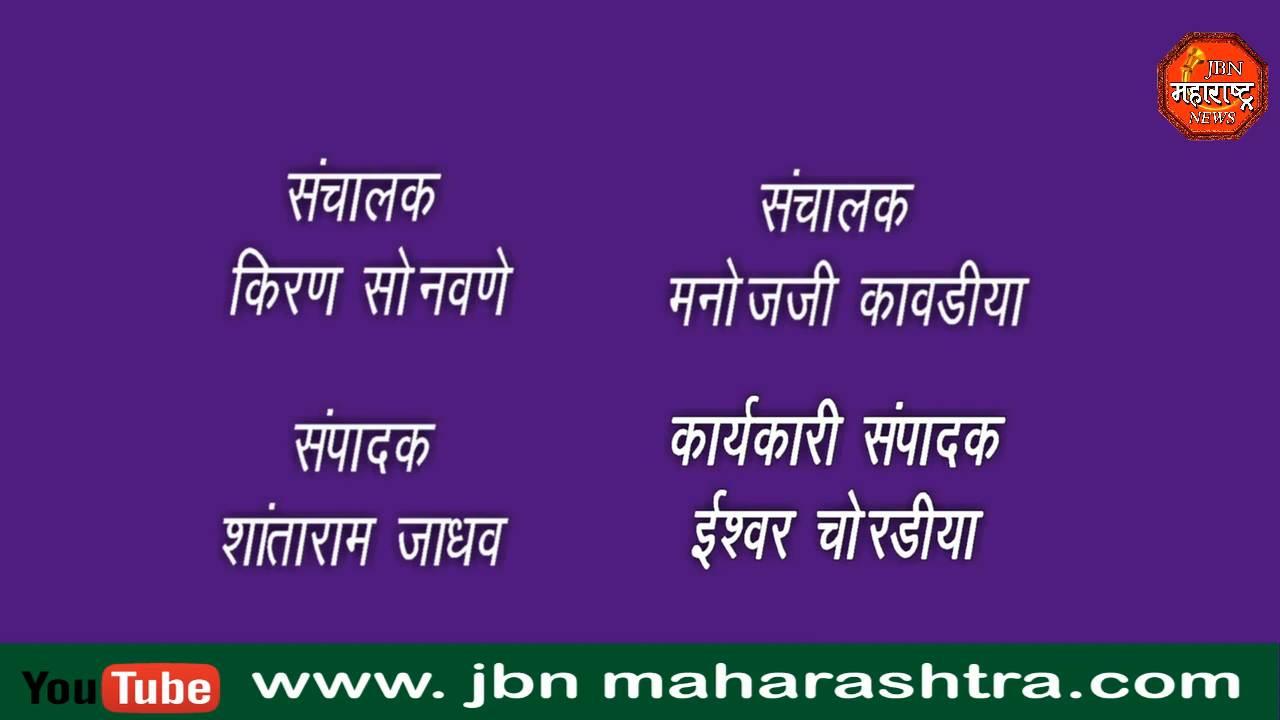 JBN
महाराष्ट्र
NEWS
संचालक
किरण सोनवणे
संचालक
मनोजजी कावडीया
संपादक
शांताराम जाधव
कार्यकारी संपादक
ईश्वर चोरडीया
YouTube www. jbn maharashtra.com